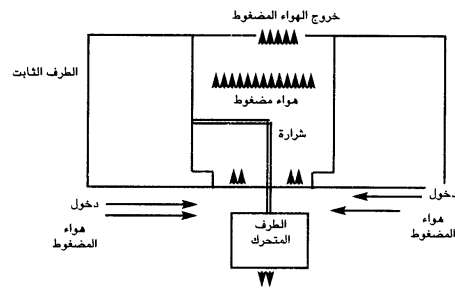 خروج الهواء المضغوط
الطرف الثابت
هواء مضغوط
شرارة
دخول
هواء
المضغوط
الطرف
المتحرك
دخول
هواء
المضغوط